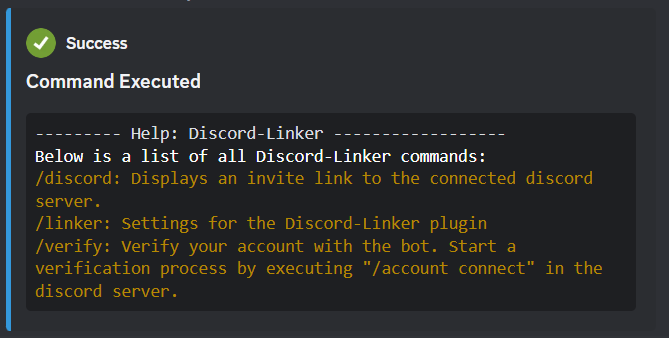 Success
Command Executed
--------- Help: Discord-Linker ------------------
Below is a list of all Discord-Linker commands:
/discord: Displays an invite link to the connected discord
server.
/linker: Settings for the Discord-Linker plugin
/verify: Verify your account with the bot. Start a
verification process by executing "/account connect" in the
discord server.